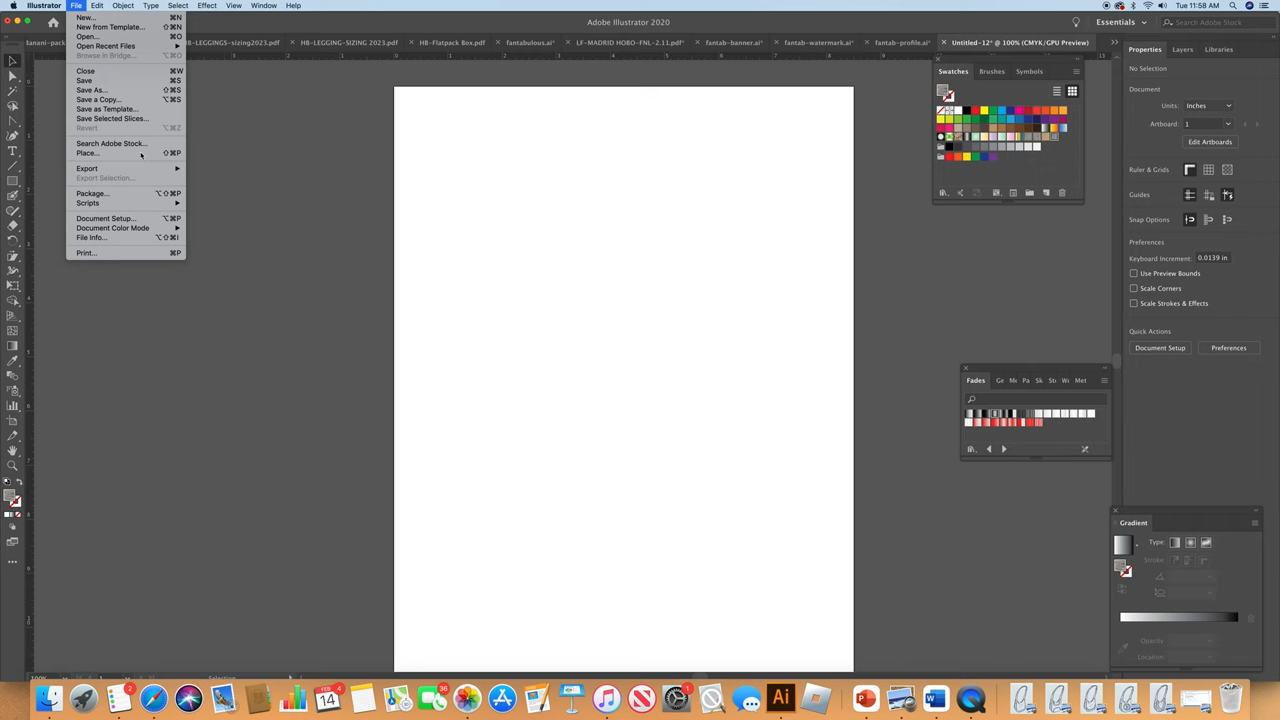 Illustrator File Edit Object Type Select Effect View Window Help
Tue 11:58 AM
Adobe Illustrator 2020
Essentials
Search Adobe Stock
HB-LEGGINGS-sizing2023.pdf
HB-LEGGING-SIZING 2023.pdf
HB-Flatpack Box.pdf
fantabulous.ai*
LF-MADRID HOBO-FNL-2.11.pdf*
fantab-banner.ai*
fantab-watermark.ai*
fantab-profile.ai*
Untitled-12* @ 100% (CMYK/GPU Preview)
New... ⌘N
New from Template... ⇧⌘N
Open... ⌘O
Open Recent Files
Browse in Bridge... ⌥⌘O
Close ⌘W
Save ⌘S
Save As... ⇧⌘S
Save a Copy... ⌥⌘S
Save as Template...
Save Selected Slices...
Revert ⌥⌘Z
Search Adobe Stock...
Place... ⇧⌘P
Export
Export Selection...
Package... ⌥⇧⌘P
Scripts
Document Setup... ⌥⌘P
Document Color Mode
File Info... ⌥⇧⌘I
Print... ⌘P
Swatches Brushes Symbols
Fades
Properties Layers Libraries
No Selection
Document
Units: Inches
Artboard: 1
Edit Artboards
Ruler & Grids
Guides
Snap Options
Preferences
Keyboard Increment: 0.0139 in
Use Preview Bounds
Scale Corners
Scale Strokes & Effects
Quick Actions
Document Setup Preferences
Gradient
Type:
Stroke:
Opacity
Location:
Selection